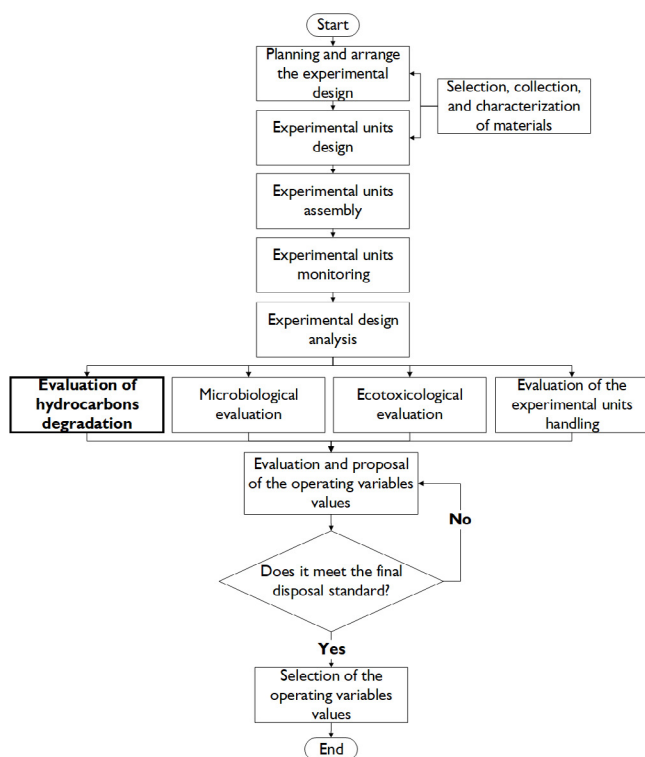 Start
Planning and arrange
the experimental
design
Selection, collection,
and characterization
of materials
Experimental units
design
Experimental units
assembly
Experimental units
monitoring
Experimental design
analysis
Evaluation of
hydrocarbons
degradation
Microbiological
evaluation
Ecotoxicological
evaluation
Evaluation of the
experimental units
handling
Evaluation and proposal
of the operating variables
values
No
Does it meet the final
disposal standard?
Yes
Selection of the
operating variables
values
End